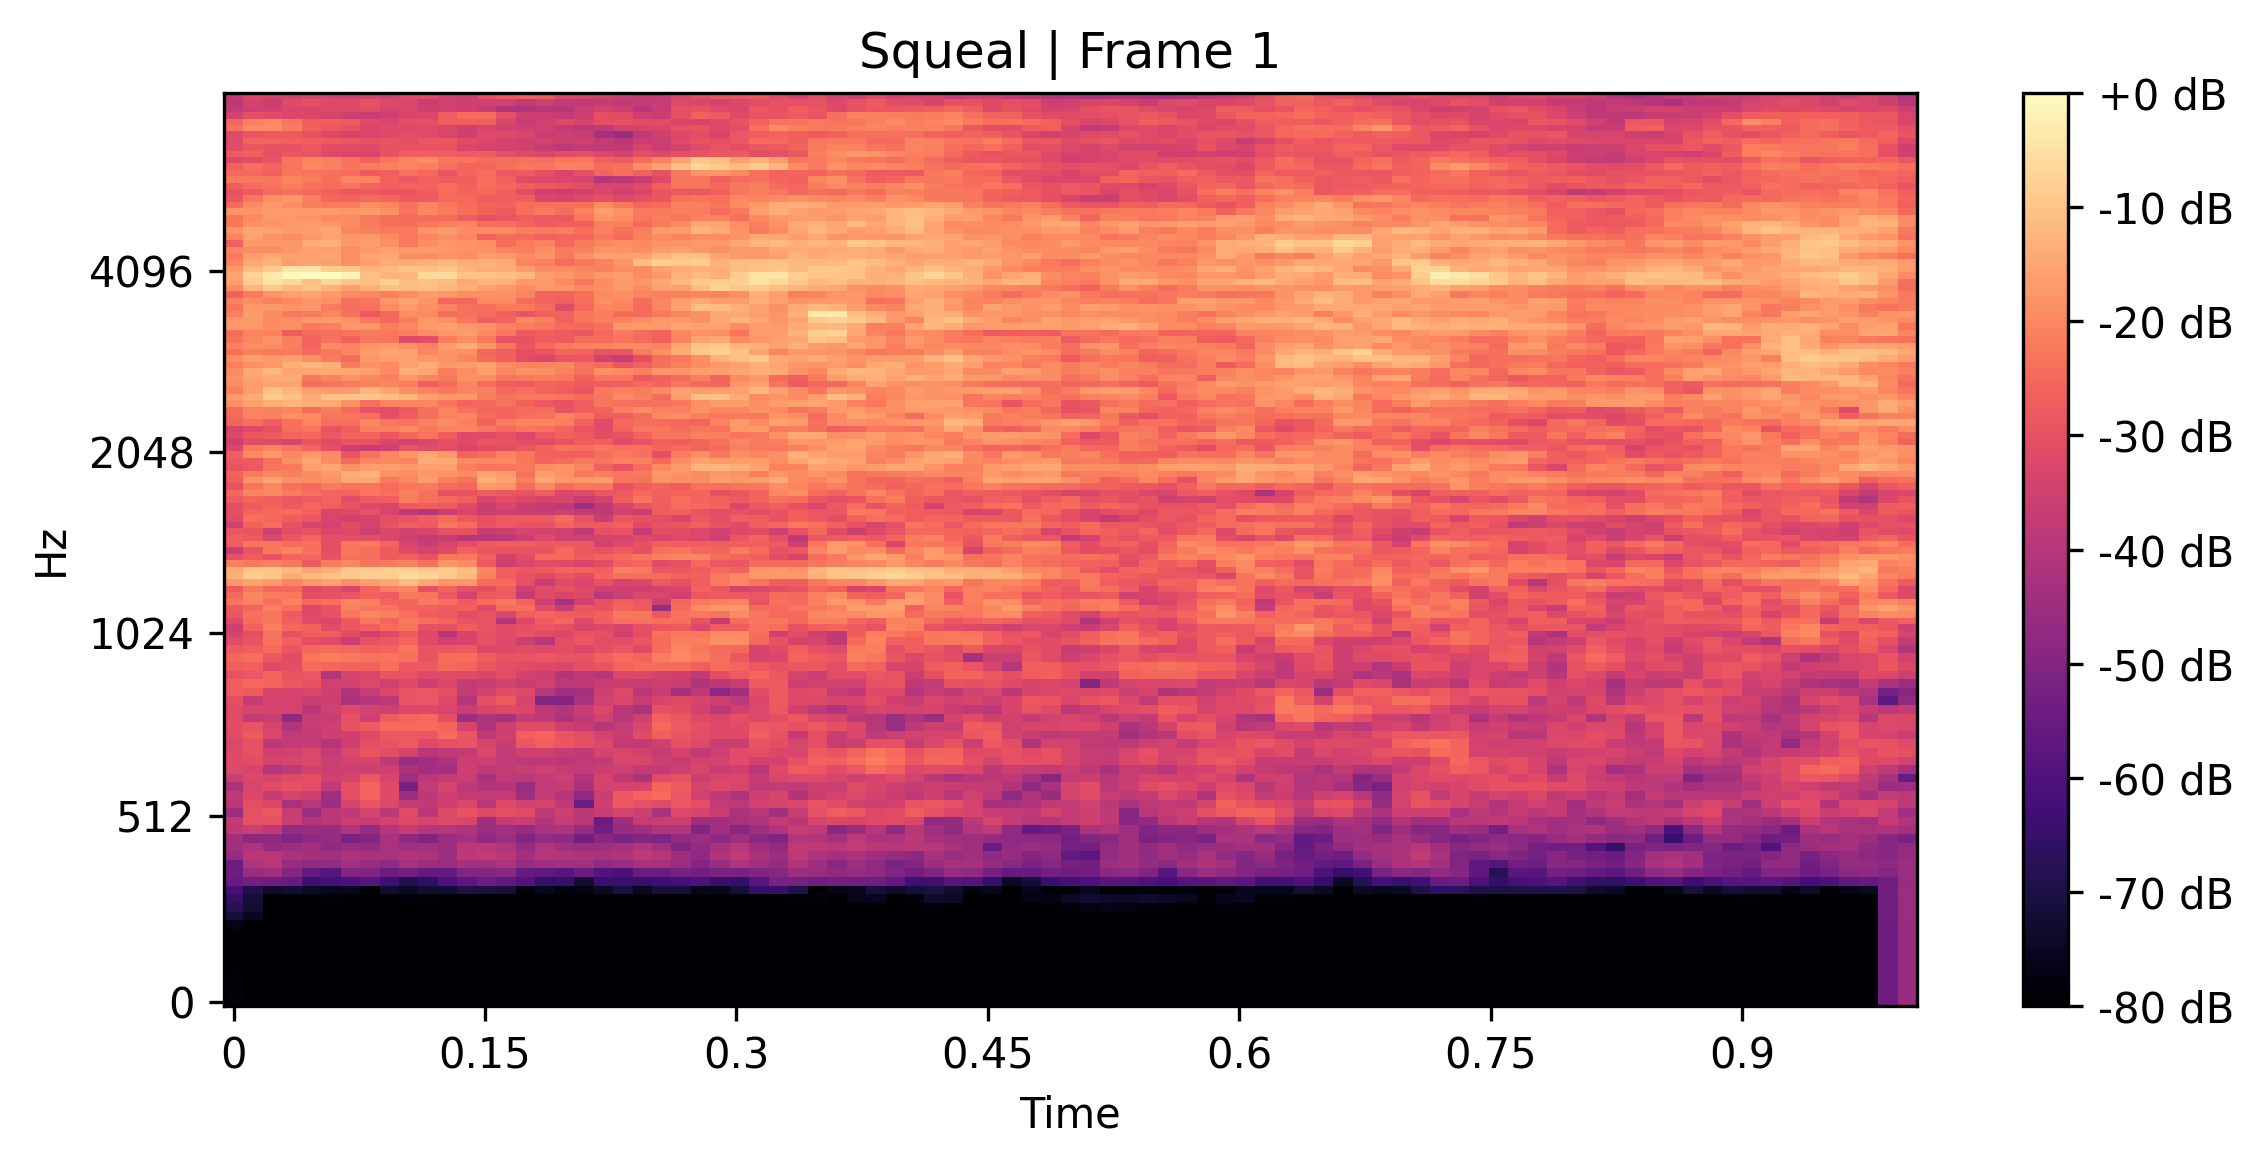 Squeal | Frame 1
Hz
4096
2048
1024
512
0
0 0.15 0.3 0.45 0.6 0.75 0.9
Time
+0 dB
-10 dB
-20 dB
-30 dB
-40 dB
-50 dB
-60 dB
-70 dB
-80 dB